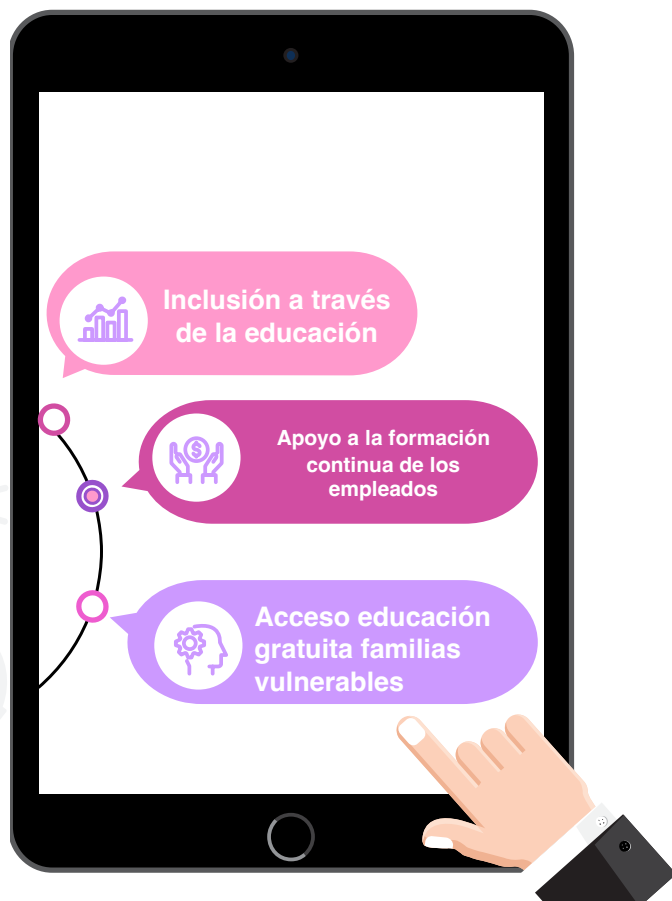 Inclusión a través
de la educación
Apoyo a la formación
continua de los
empleados
Acceso educación
gratuita familias
vulnerables